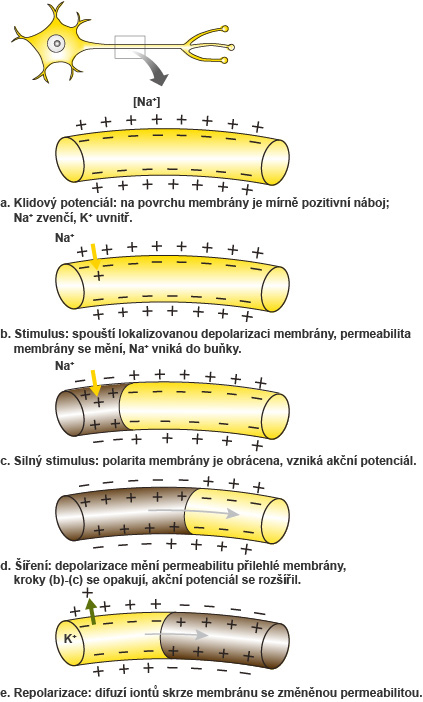 [Na⁺]
a. Klidový potenciál: na povrchu membrány je mírně pozitivní náboj;
Na⁺ zvenčí, K⁺ uvnitř.
Na⁺
b. Stimulus: spouští lokalizovanou depolarizaci membrány, permeabilita
membrány se mění, Na⁺ vniká do buňky.
Na⁺
c. Silný stimulus: polarita membrány je obrácena, vzniká akční potenciál.
d. Šíření: depolarizace mění permeabilitu přilehlé membrány,
kroky (b)-(c) se opakují, akční potenciál se rozšířil.
K⁺
e. Repolarizace: difuzí iontů skrze membránu se změněnou permeabilitou.